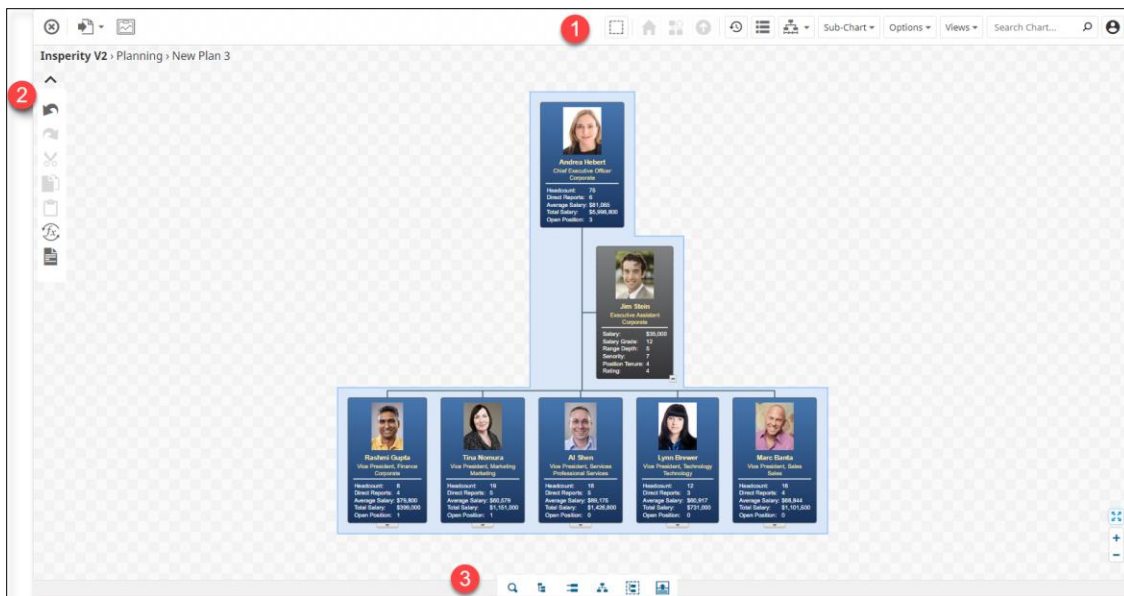 1
Sub-Chart
Options
Views
Search Chart...
Insperity V2 › Planning › New Plan 3
2
Andrea Hebert
Chief Executive Officer
Corporate
Headcount: 75
Direct Reports: 6
Average Salary: $81,065
Total Salary: $5,998,800
Open Position: 3
Jim Stein
Executive Assistant
Corporate
Salary: $35,000
Salary Grade: 12
Range Depth: 5
Senority: 7
Position Tenure: 4
Rating: 4
Rashmi Gupta
Vice President, Finance
Corporate
Headcount: 6
Direct Reports: 4
Average Salary: $79,800
Total Salary: $399,000
Open Position: 1
Tina Nomura
Vice President, Marketing
Marketing
Headcount: 19
Direct Reports: 5
Average Salary: $60,579
Total Salary: $1,151,000
Open Position: 1
Al Shen
Vice President, Services
Professional Services
Headcount: 16
Direct Reports: 5
Average Salary: $89,175
Total Salary: $1,426,800
Open Position: 0
Lynn Brewer
Vice President, Technology
Technology
Headcount: 12
Direct Reports: 3
Average Salary: $60,917
Total Salary: $731,000
Open Position: 0
Marc Banta
Vice President, Sales
Sales
Headcount: 16
Direct Reports: 4
Average Salary: $68,844
Total Salary: $1,101,500
Open Position: 0
3